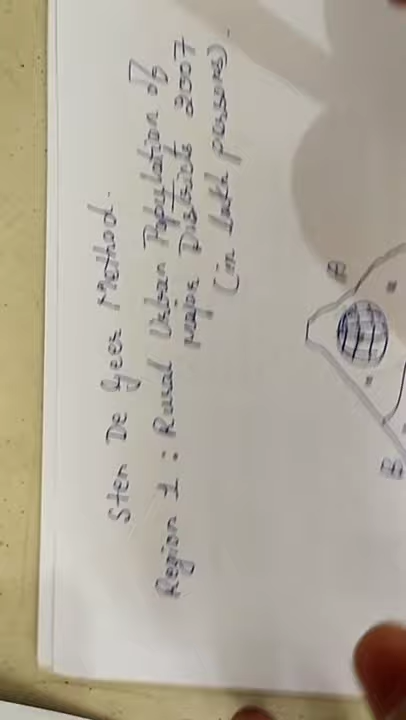 Sten De Geer Method.
Region 1 : Rural Urban Population of
Major Districts 2007
(in lakh persons).
A
B